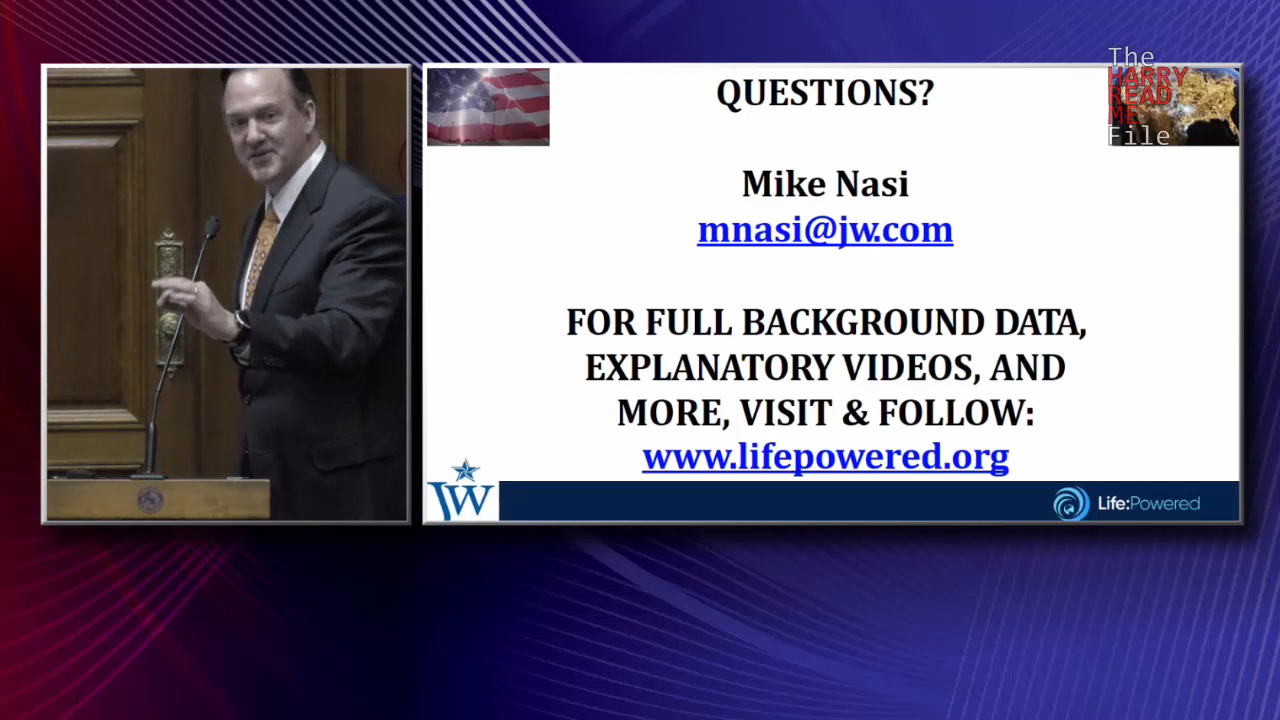 QUESTIONS?
The
HARRY
READ
ME
File
Mike Nasi
mnasi@jw.com
FOR FULL BACKGROUND DATA,
EXPLANATORY VIDEOS, AND
MORE, VISIT & FOLLOW:
www.lifepowered.org
JW
Life:Powered